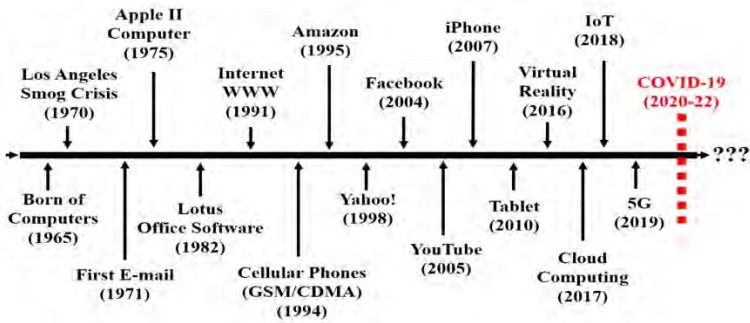 Apple II
Computer
(1975)
Amazon
(1995)
iPhone
(2007)
IoT
(2018)
Los Angeles
Smog Crisis
(1970)
Internet
WWW
(1991)
Facebook
(2004)
Virtual
Reality
(2016)
COVID-19
(2020-22)
???
Born of
Computers
(1965)
Lotus
Office Software
(1982)
Yahoo!
(1998)
Tablet
(2010)
5G
(2019)
First E-mail
(1971)
Cellular Phones
(GSM/CDMA)
(1994)
YouTube
(2005)
Cloud
Computing
(2017)